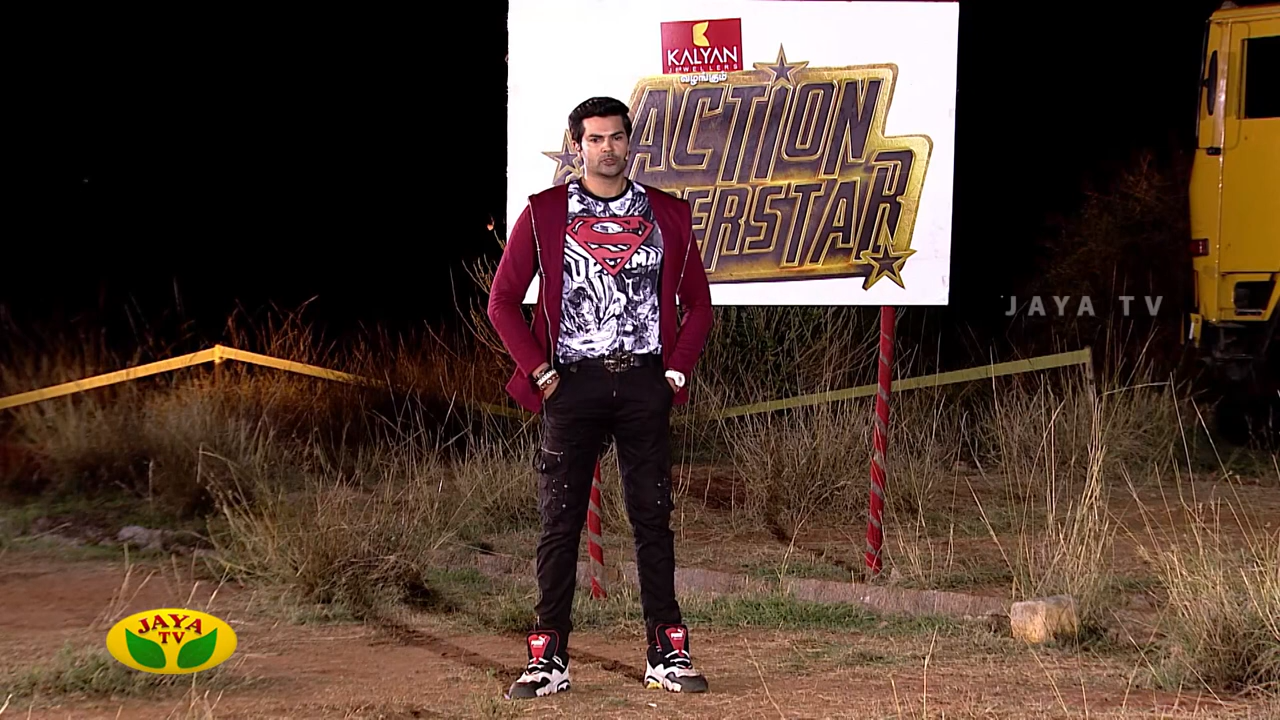 KALYAN
JEWELLERS
வழங்கும்
ACTION
ERSTAR
JAYA TV
JAYA
TV